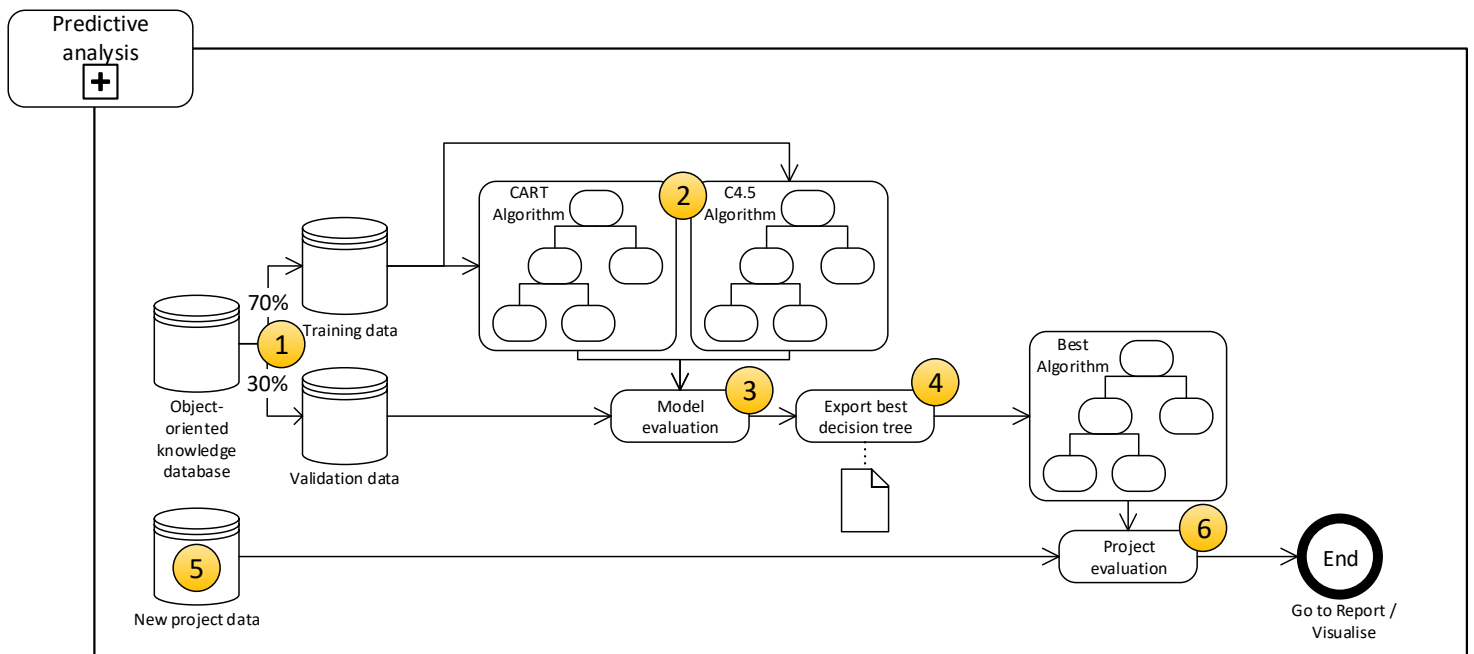 Predictive
analysis
CART
Algorithm
2
C4.5
Algorithm
70%
Training data
1
30%
Object-
oriented
knowledge
database
Validation data
Model
evaluation
3
Export best
decision tree
4
Best
Algorithm
5
New project data
Project
evaluation
6
End
Go to Report /
Visualise